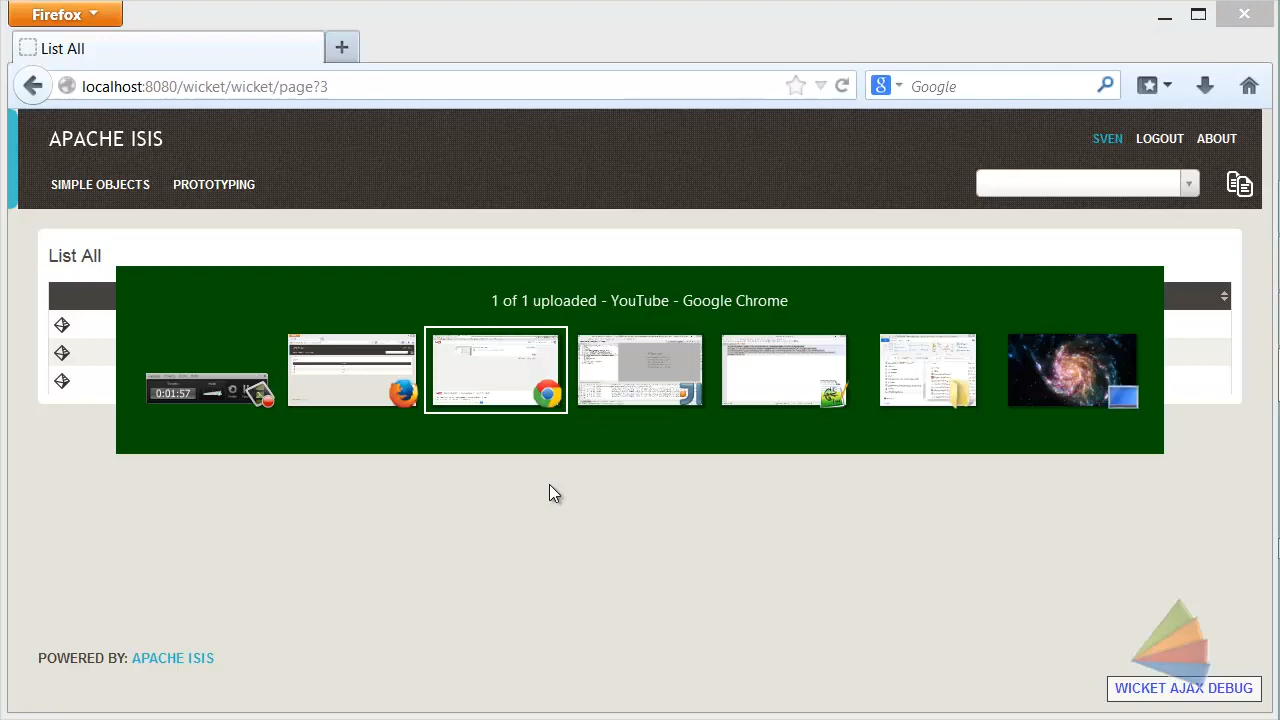 Firefox
List All
localhost:8080/wicket/wicket/page?3
Google
APACHE ISIS
SVEN LOGOUT ABOUT
SIMPLE OBJECTS PROTOTYPING
List All
1 of 1 uploaded - YouTube - Google Chrome
0:01:57
POWERED BY: APACHE ISIS
WICKET AJAX DEBUG